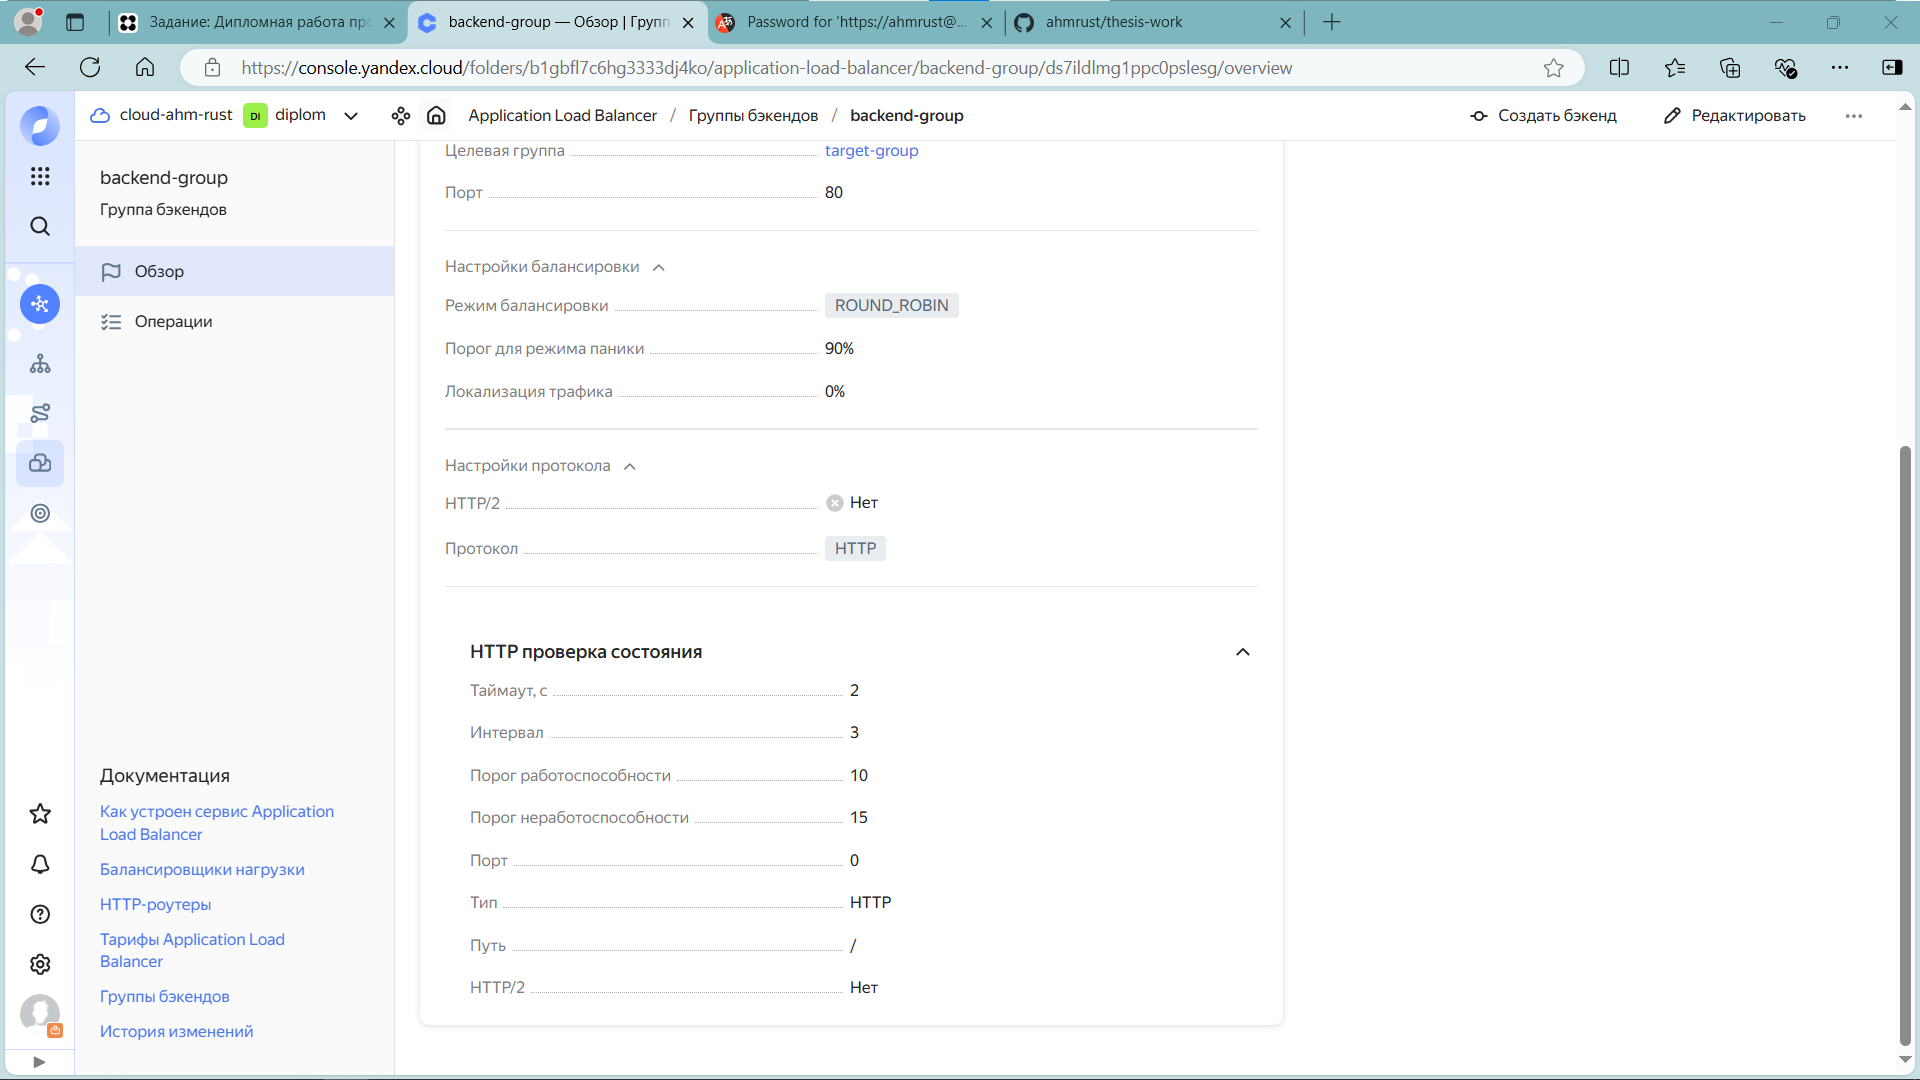 Задание: Дипломная работа про
backend-group — Обзор | Групп
Password for 'https://ahmrust@...
ahmrust/thesis-work
https://console.yandex.cloud/folders/b1gbfl7c6hg3333dj4ko/application-load-balancer/backend-group/ds7ildlmg1ppc0pslesg/overview
cloud-ahm-rust DI diplom
Application Load Balancer / Группы бэкендов / backend-group
Создать бэкенд
Редактировать
backend-group
Группа бэкендов
Обзор
Операции
Документация
Как устроен сервис Application
Load Balancer
Балансировщики нагрузки
HTTP-роутеры
Тарифы Application Load
Balancer
Группы бэкендов
История изменений
Целевая группа target-group
Порт 80
Настройки балансировки
Режим балансировки ROUND_ROBIN
Порог для режима паники 90%
Локализация трафика 0%
Настройки протокола
HTTP/2 Нет
Протокол HTTP
HTTP проверка состояния
Таймаут, с 2
Интервал 3
Порог работоспособности 10
Порог неработоспособности 15
Порт 0
Тип HTTP
Путь /
HTTP/2 Нет